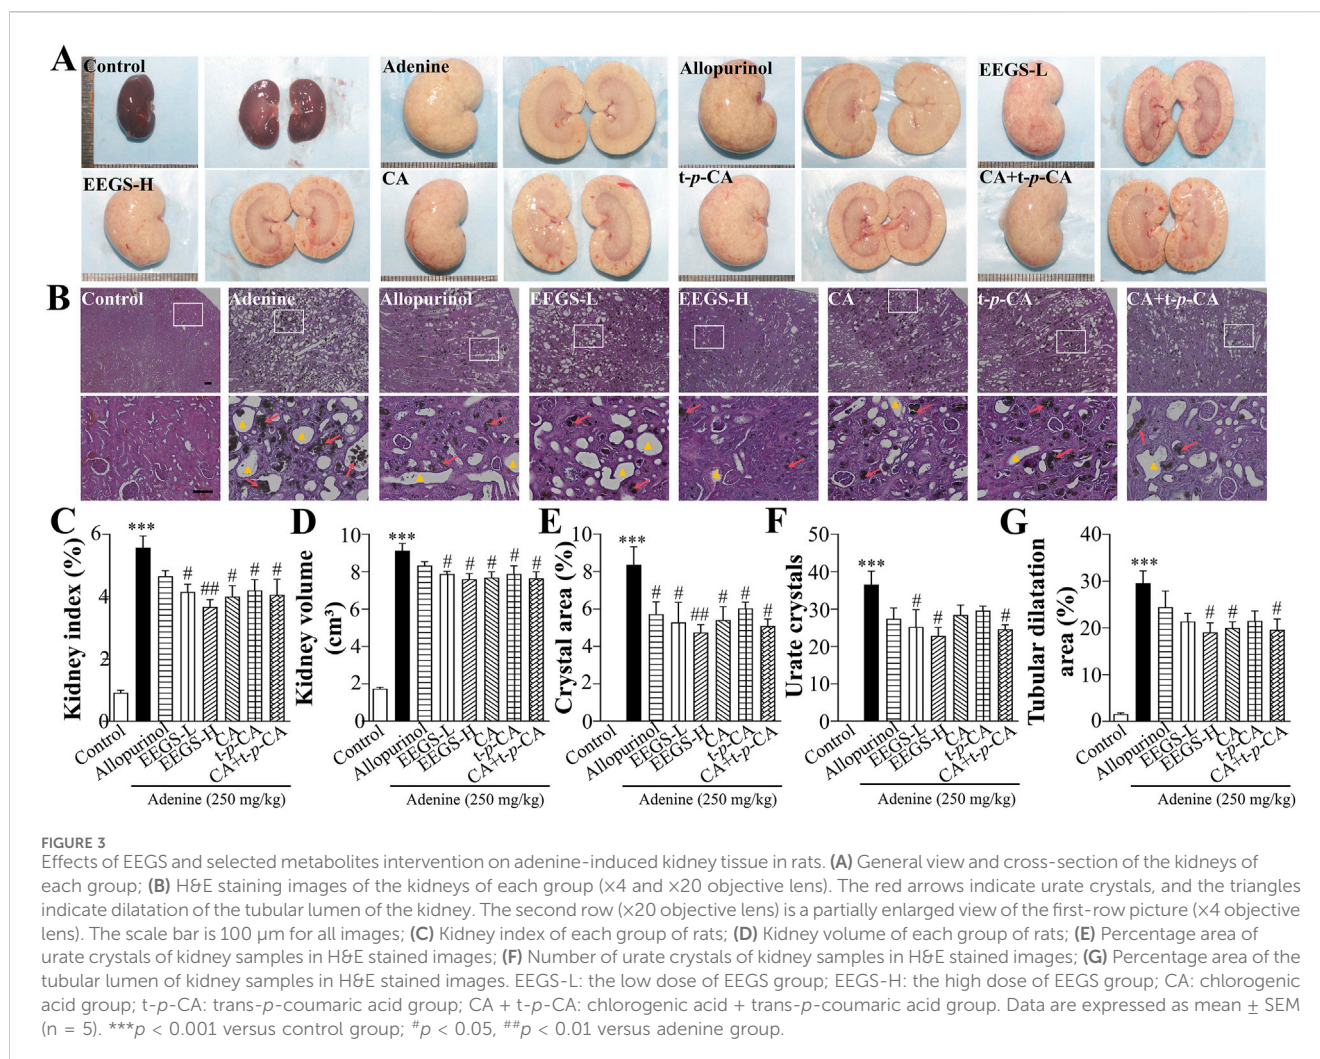 A
Control
Adenine
Allopurinol
EEGS-L
EEGS-H
CA
t-p-CA
CA+t-p-CA
B
Control
Adenine
Allopurinol
EEGS-L
EEGS-H
CA
t-p-CA
CA+t-p-CA
C
Kidney index (%)
6
4
2
0
***
#
##
#
#
#
Control
Allopurinol
EEGS-L
EEGS-H
CA
t-p-CA
CA+t-p-CA
Adenine (250 mg/kg)
D
Kidney volume
(cm³)
10
8
6
4
2
0
***
#
#
#
#
#
Control
Allopurinol
EEGS-L
EEGS-H
CA
t-p-CA
CA+t-p-CA
Adenine (250 mg/kg)
E
Crystal area (%)
10
8
6
4
2
0
***
#
#
##
#
#
#
Control
Allopurinol
EEGS-L
EEGS-H
CA
t-p-CA
CA+t-p-CA
Adenine (250 mg/kg)
F
Urate crystals
50
40
30
20
10
0
***
#
#
#
Control
Allopurinol
EEGS-L
EEGS-H
CA
t-p-CA
CA+t-p-CA
Adenine (250 mg/kg)
G
Tubular dilatation
area (%)
40
30
20
10
0
***
#
#
#
Control
Allopurinol
EEGS-L
EEGS-H
CA
t-p-CA
CA+t-p-CA
Adenine (250 mg/kg)
FIGURE 3
Effects of EEGS and selected metabolites intervention on adenine-induced kidney tissue in rats. (A) General view and cross-section of the kidneys of
each group; (B) H&E staining images of the kidneys of each group (×4 and ×20 objective lens). The red arrows indicate urate crystals, and the triangles
indicate dilatation of the tubular lumen of the kidney. The second row (×20 objective lens) is a partially enlarged view of the first-row picture (×4 objective
lens). The scale bar is 100 μm for all images; (C) Kidney index of each group of rats; (D) Kidney volume of each group of rats; (E) Percentage area of
urate crystals of kidney samples in H&E stained images; (F) Number of urate crystals of kidney samples in H&E stained images; (G) Percentage area of the
tubular lumen of kidney samples in H&E stained images. EEGS-L: the low dose of EEGS group; EEGS-H: the high dose of EEGS group; CA: chlorogenic
acid group; t-p-CA: trans-p-coumaric acid group; CA + t-p-CA: chlorogenic acid + trans-p-coumaric acid group. Data are expressed as mean ± SEM
(n = 5). ***p < 0.001 versus control group; #p < 0.05, ##p < 0.01 versus adenine group.